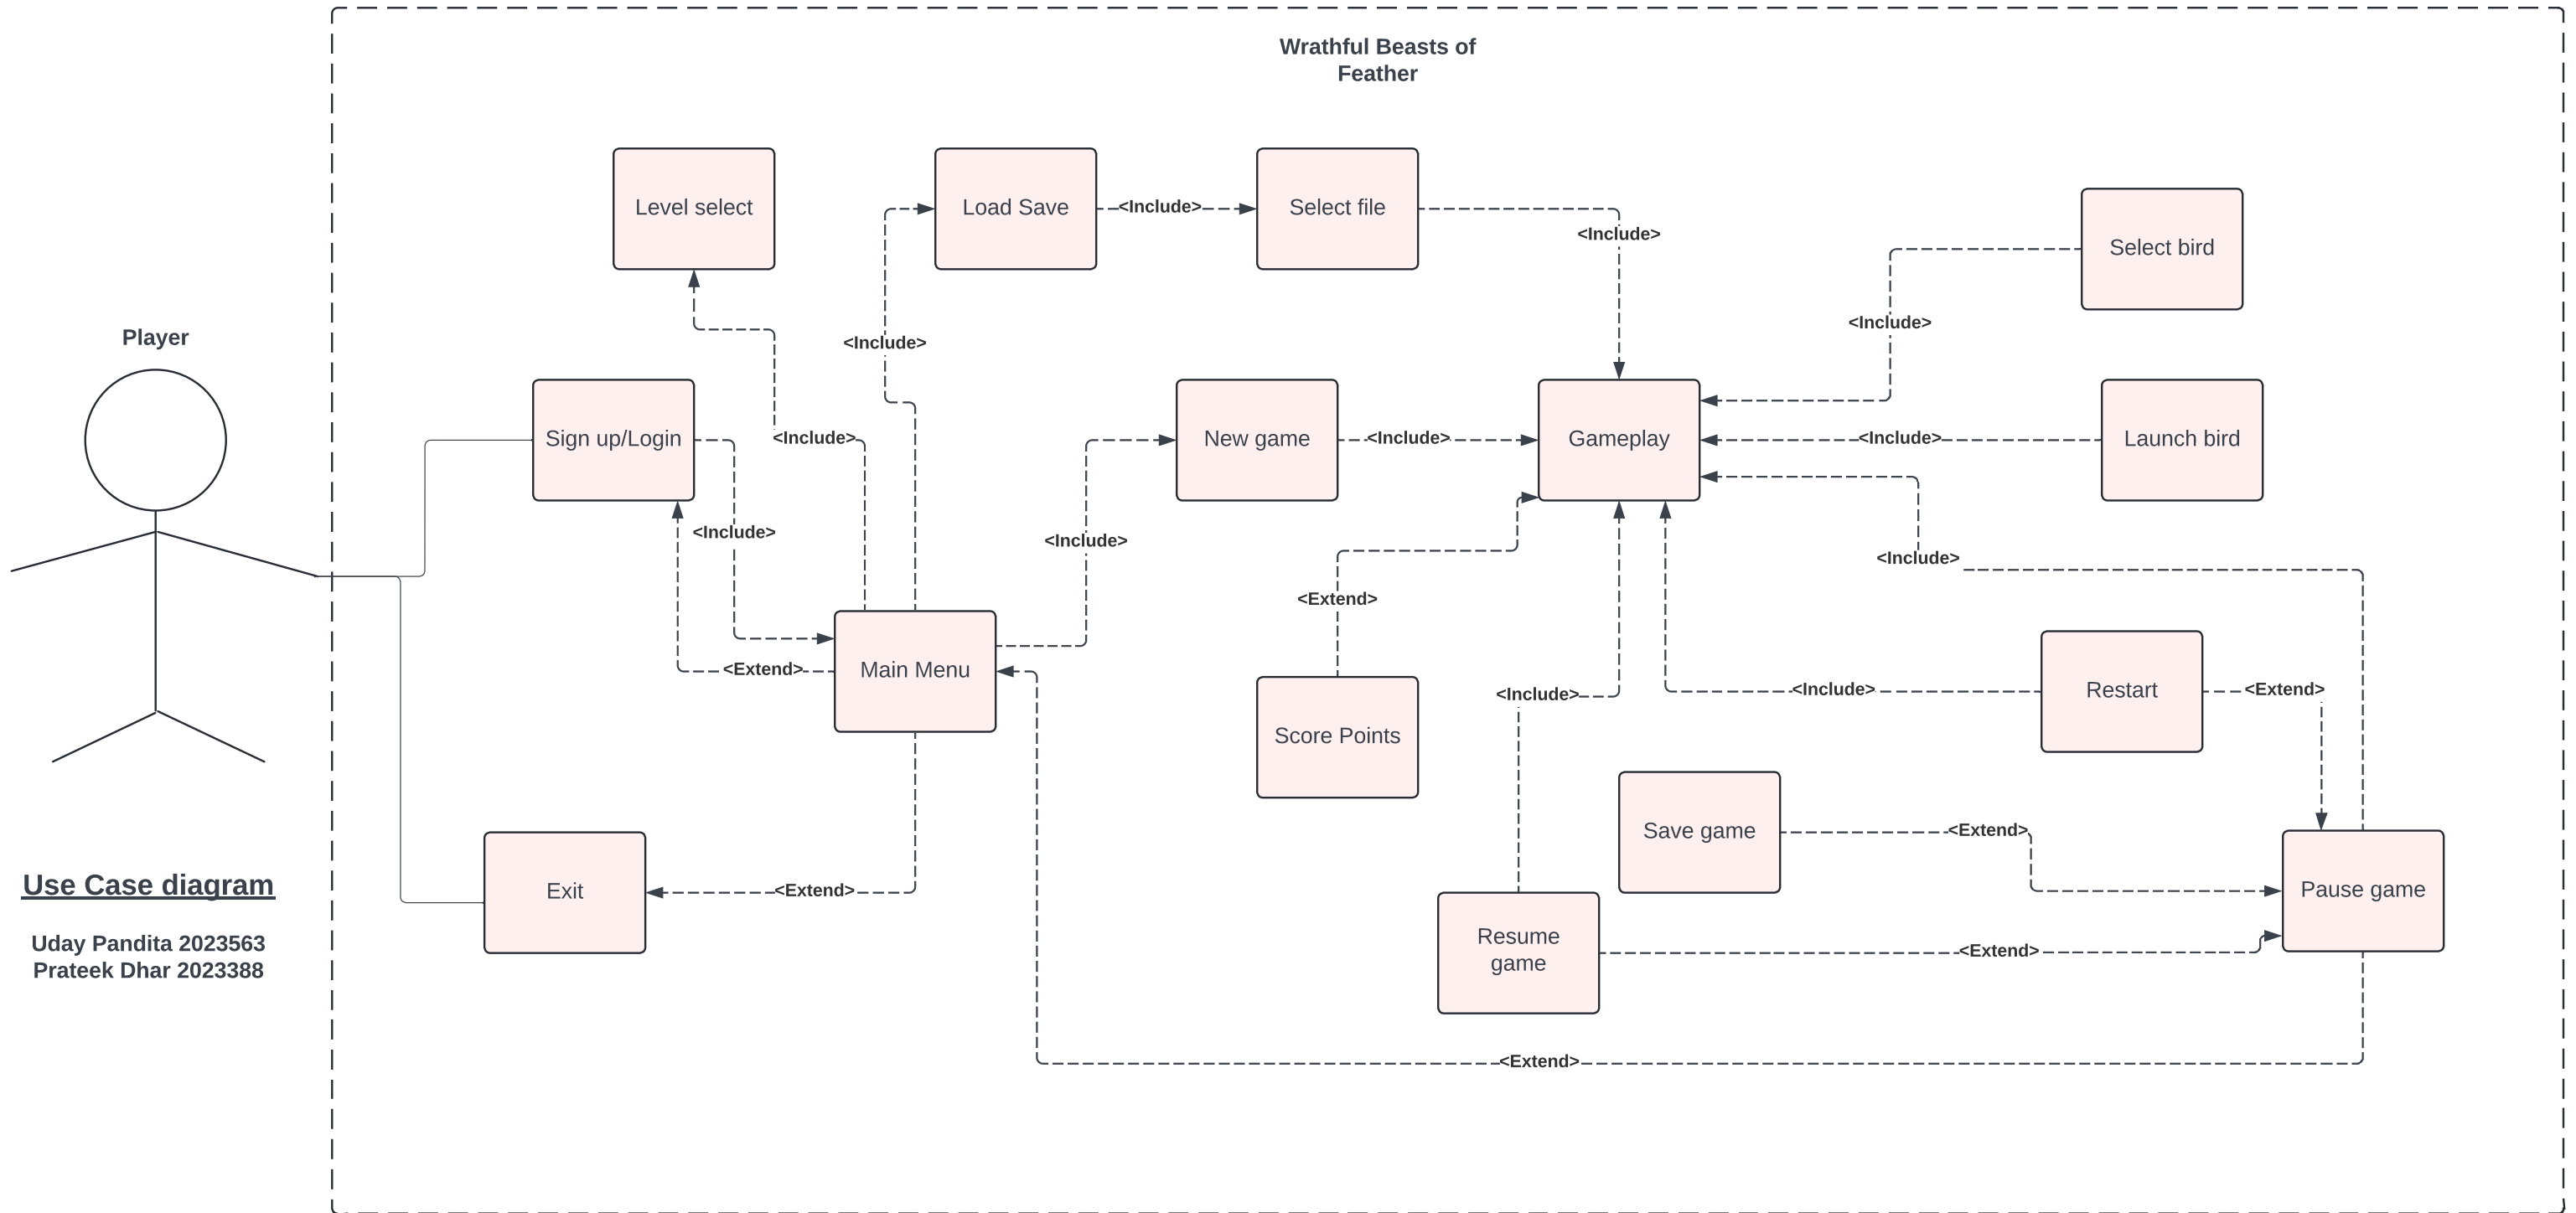 Wrathful Beasts of
Feather
Level select
Load Save
<Include>
Select file
<Include>
Select bird
<Include>
Player
<Include>
Sign up/Login
<Include>
New game
<Include>
Gameplay
<Include>
Launch bird
<Include>
<Include>
<Include>
<Extend>
Main Menu
<Extend>
Score Points
<Include>
<Include>
Restart
<Extend>
Save game
<Extend>
Use Case diagram
Exit
<Extend>
Pause game
Uday Pandita 2023563
Prateek Dhar 2023388
Resume
game
<Extend>
<Extend>